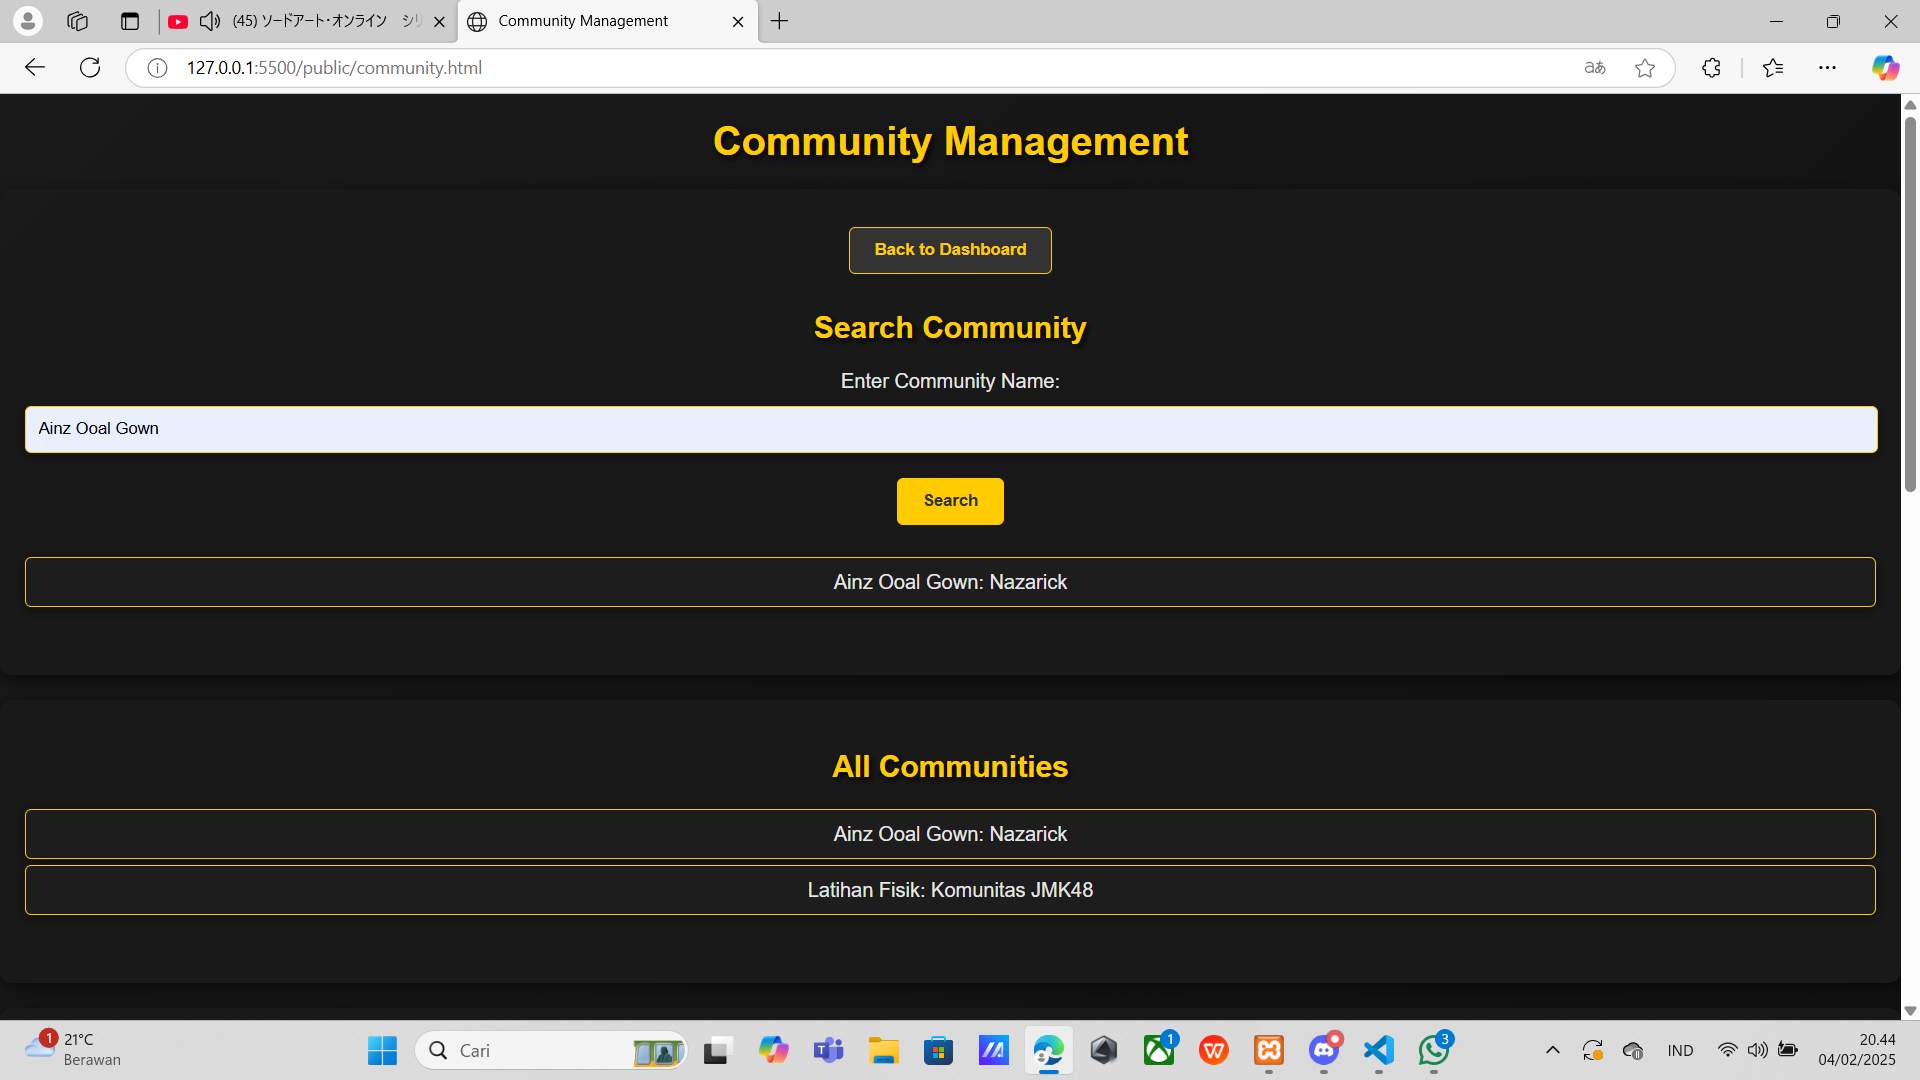 (45) ソードアート・オンライン シリ
Community Management
127.0.0.1:5500/public/community.html
aあ
Community Management
Back to Dashboard
Search Community
Enter Community Name:
Ainz Ooal Gown
Search
Ainz Ooal Gown: Nazarick
All Communities
Ainz Ooal Gown: Nazarick
Latihan Fisik: Komunitas JMK48
1
21°C
Berawan
Cari
1
3
IND
20.44
04/02/2025